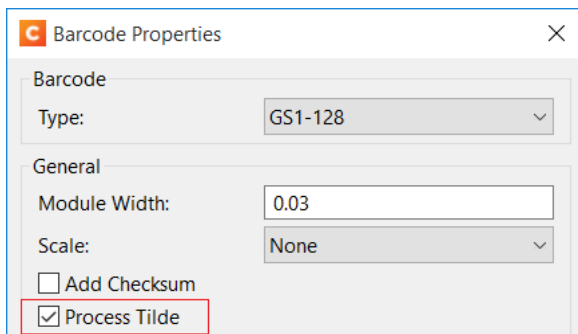 C Barcode Properties
Barcode
Type: GS1-128
General
Module Width: 0.03
Scale: None
Add Checksum
Process Tilde